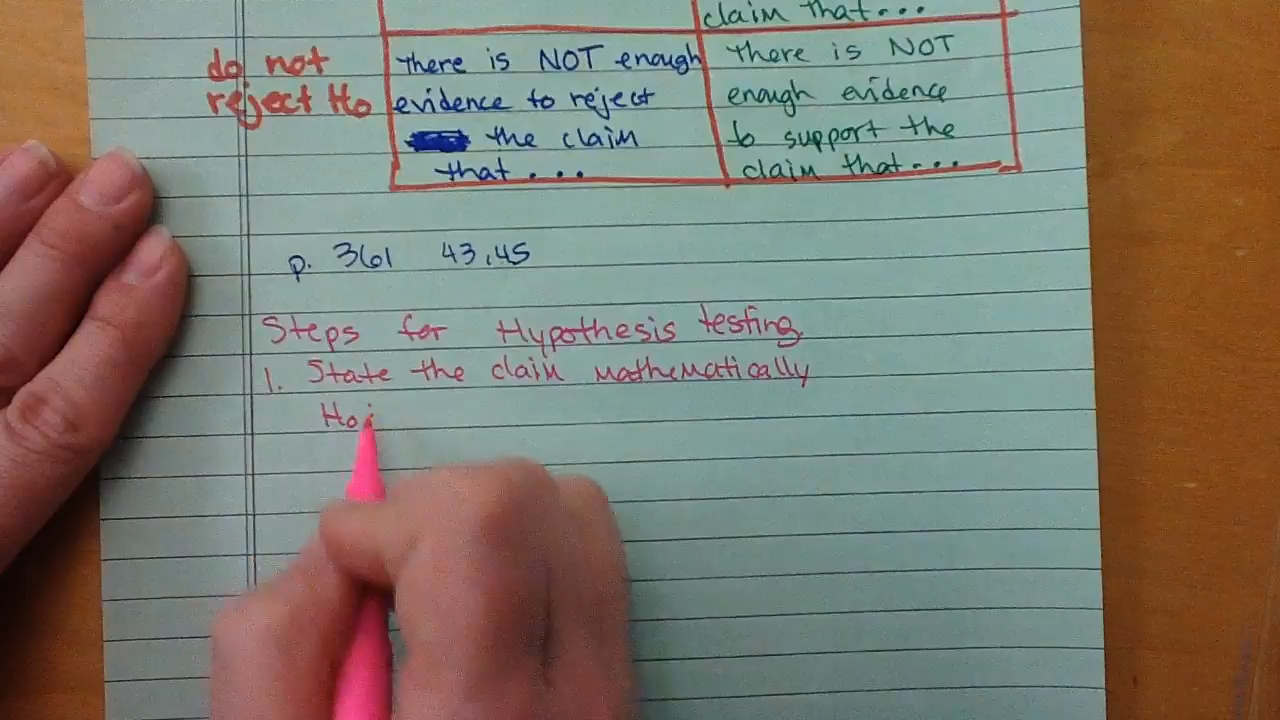 claim that...
do not
reject Ho
there is NOT enough
evidence to reject
the claim
that...
there is NOT
enough evidence
to support the
claim that...
p. 361 43,45
Steps for Hypothesis testing
1. State the claim mathematically
Ho: